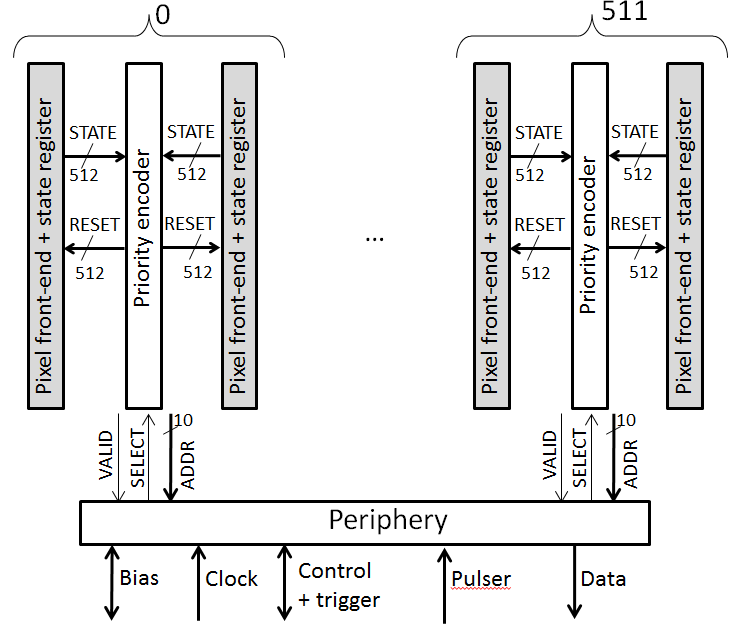 0
511
Pixel front-end + state register
STATE
512
RESET
512
Priority encoder
STATE
512
RESET
512
Pixel front-end + state register
...
Pixel front-end + state register
STATE
512
RESET
512
Priority encoder
STATE
512
RESET
512
Pixel front-end + state register
VALID
SELECT
10
ADDR
VALID
SELECT
10
ADDR
Periphery
Bias
Clock
Control
+ trigger
Pulser
Data